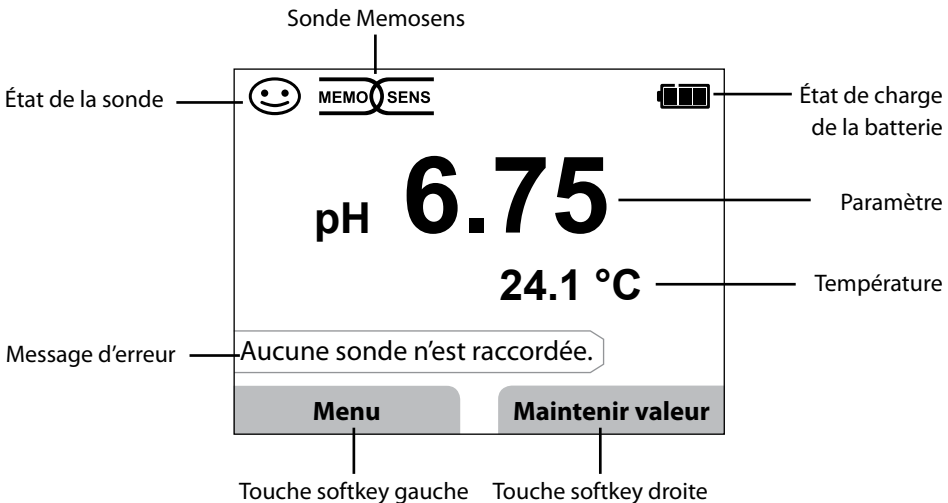 Sonde Memosens
État de la sonde
MEMO SENS
État de charge
de la batterie
pH 6.75
Paramètre
24.1 °C
Température
Message d’erreur
Aucune sonde n’est raccordée.
Menu
Maintenir valeur
Touche softkey gauche
Touche softkey droite